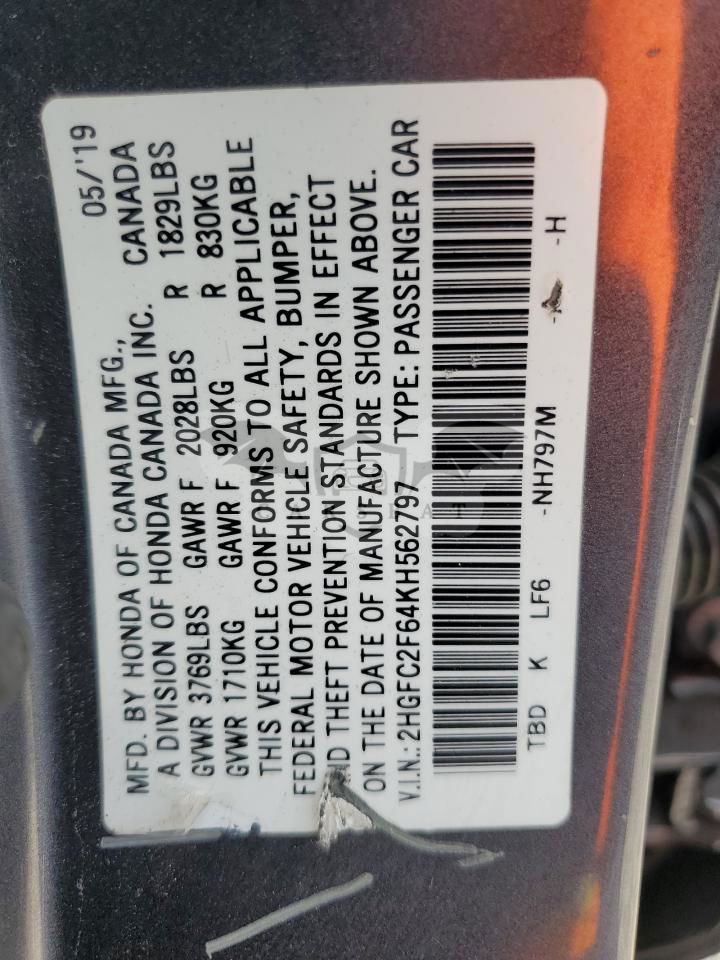 MFD. BY HONDA OF CANADA MFG., 05/'19
A DIVISION OF HONDA CANADA INC. CANADA
GVWR 3769LBS GAWR F 2028LBS R 1829LBS
GVWR 1710KG GAWR F 920KG R 830KG
THIS VEHICLE CONFORMS TO ALL APPLICABLE
FEDERAL MOTOR VEHICLE SAFETY, BUMPER,
THEFT PREVENTION STANDARDS IN EFFECT
ON THE DATE OF MANUFACTURE SHOWN ABOVE.
V.I.N.: 2HGFC2F64KH562797 TYPE: PASSENGER CAR
TBD K LF6 -NH797M - -H